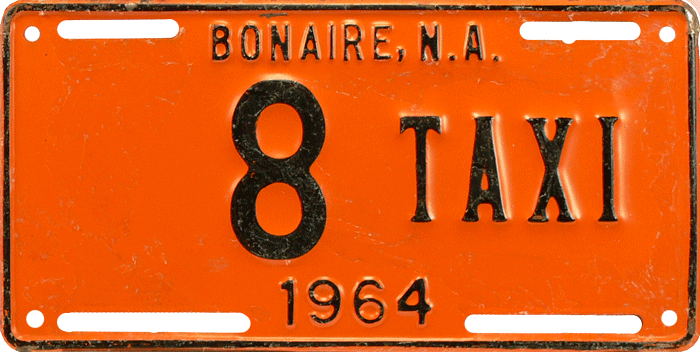 BONAIRE, N.A.
8 TAXI
1964